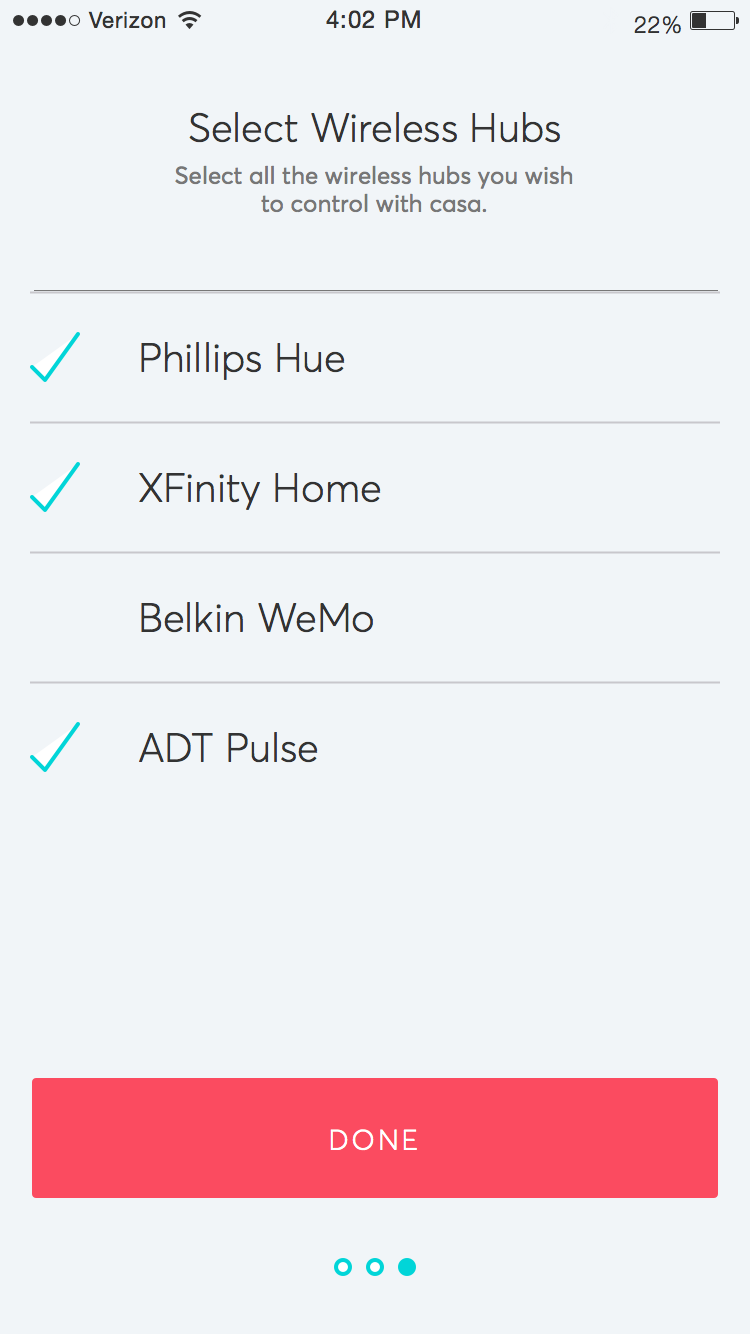 Verizon 4:02 PM 22%
Select Wireless Hubs
Select all the wireless hubs you wish
to control with casa.
Phillips Hue
XFinity Home
Belkin WeMo
ADT Pulse
DONE